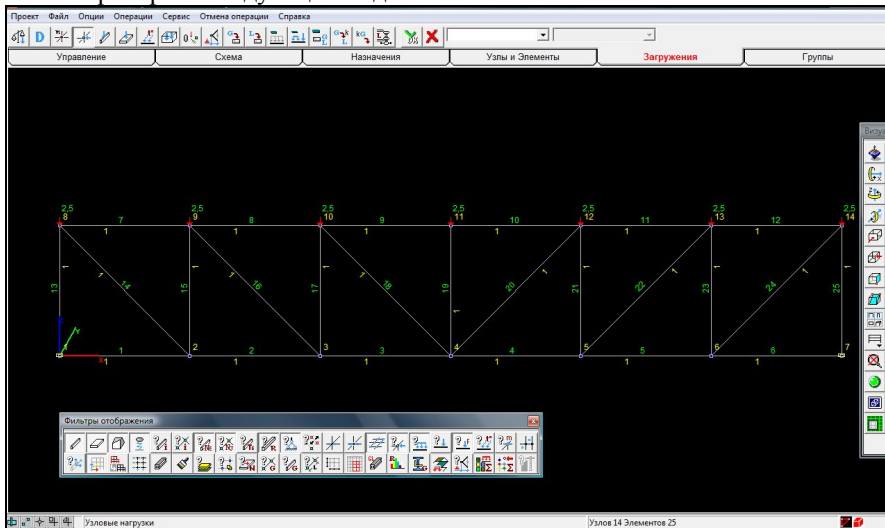 Проект Файл Опции Операции Сервис Отмена операции Справка
Управление Схема Назначения Узлы и Элементы Загружения Группы
Визуа
2,5 2,5 2,5 2,5 2,5 2,5 2,5
8 7 9 8 10 9 11 10 12 11 13 12 14
1 1 1 1 1 1
1 1 1 1 1 1 1 1 1 1 1 1 1
13 14 15 16 17 18 19 20 21 22 23 24 25
Y
1 2 2 3 3 4 4 5 5 6 6 7
1 1 1 1 1 1
Фильтры отображения
Узловые нагрузки Узлов 14 Элементов 25